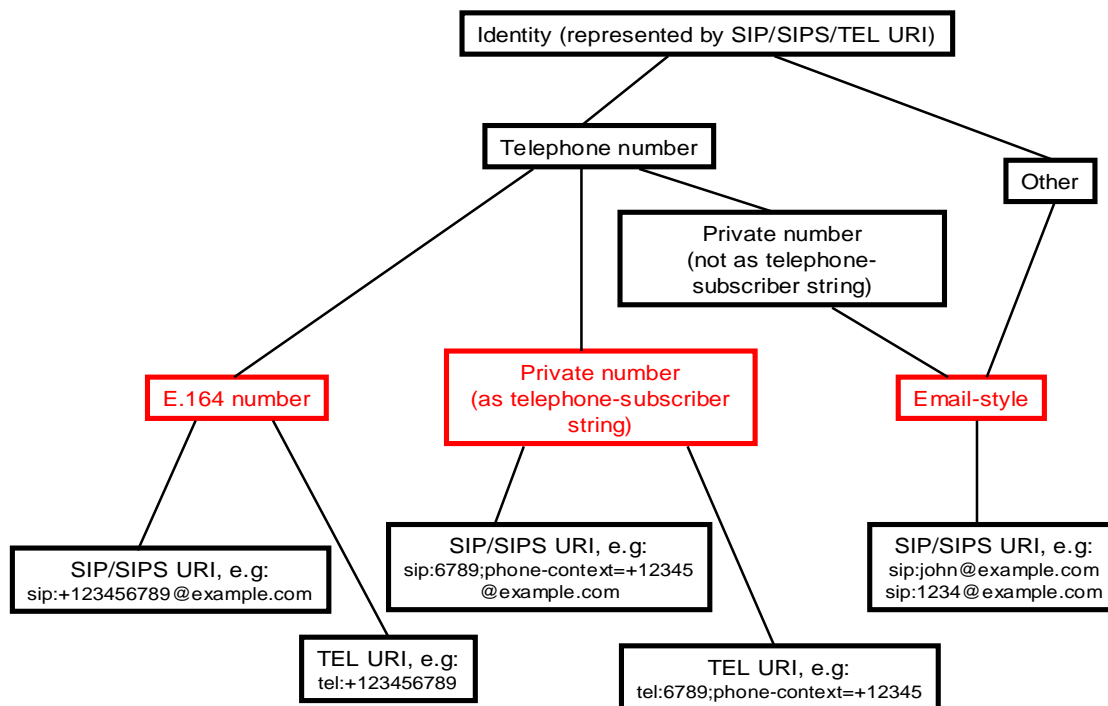 Identity (represented by SIP/SIPS/TEL URI)
Telephone number
Other
Private number
(not as telephone-
subscriber string)
E.164 number
Private number
(as telephone-subscriber
string)
Email-style
SIP/SIPS URI, e.g:
sip:+123456789@example.com
SIP/SIPS URI, e.g:
sip:6789;phone-context=+12345
@example.com
SIP/SIPS URI, e.g:
sip:john@example.com
sip:1234@example.com
TEL URI, e.g:
tel:+123456789
TEL URI, e.g:
tel:6789;phone-context=+12345